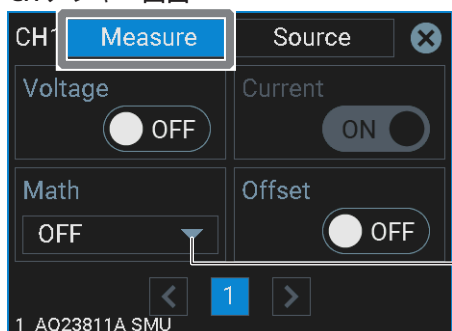 CH1 Measure Source
Voltage Current
OFF ON
Math Offset
OFF OFF
1
1 AQ23811A SMU